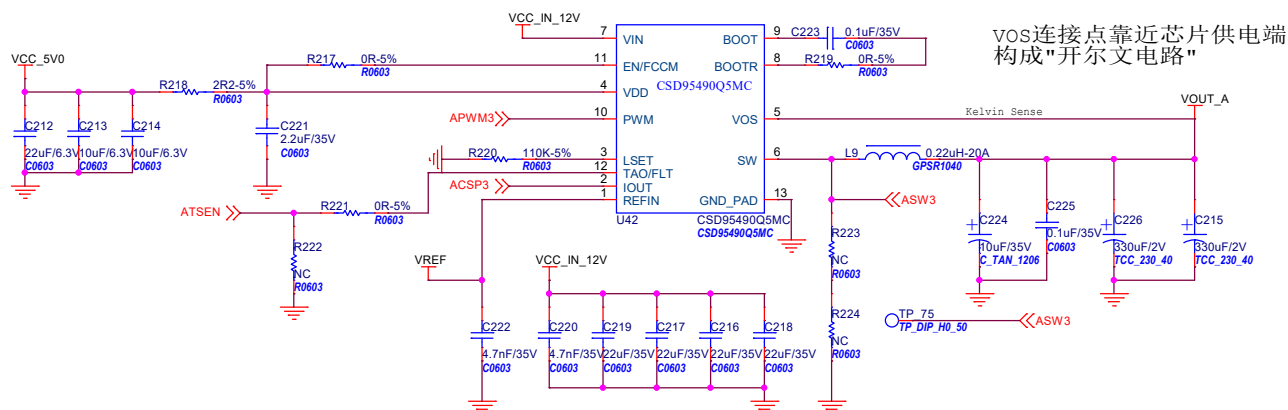 VOS连接点靠近芯片供电端
构成"开尔文电路"
VCC_IN_12V
VCC_5V0
R217 0R-5%
R0603
R218 2R2-5%
R0603
C212
22uF/6.3V
C0603
C213
10uF/6.3V
C0603
C214
10uF/6.3V
C0603
C221
2.2uF/35V
C0603
APWM3
R220 110K-5%
R0603
ACSP3
ATSEN
R221 0R-5%
R0603
R222
NC
R0603
7 VIN
11 EN/FCCM
4 VDD
10 PWM
3 LSET
12 TAO/FLT
2 IOUT
1 REFIN
CSD95490Q5MC
BOOT 9
BOOTR 8
VOS 5
SW 6
GND_PAD 13
U42
CSD95490Q5MC
CSD95490Q5MC
C223 0.1uF/35V
C0603
R219 0R-5%
R0603
Kelvin Sense
VOUT_A
L9 0.22uH-20A
GPSR1040
ASW3
R223
NC
R0603
R224
NC
R0603
C224
10uF/35V
C_TAN_1206
C225
0.1uF/35V
C0603
C226
330uF/2V
TCC_230_40
C215
330uF/2V
TCC_230_40
TP_75
TP_DIP_H0_50
ASW3
VREF
VCC_IN_12V
C222
4.7nF/35V
C0603
C220
4.7nF/35V
C0603
C219
22uF/35V
C0603
C217
22uF/35V
C0603
C216
22uF/35V
C0603
C218
22uF/35V
C0603